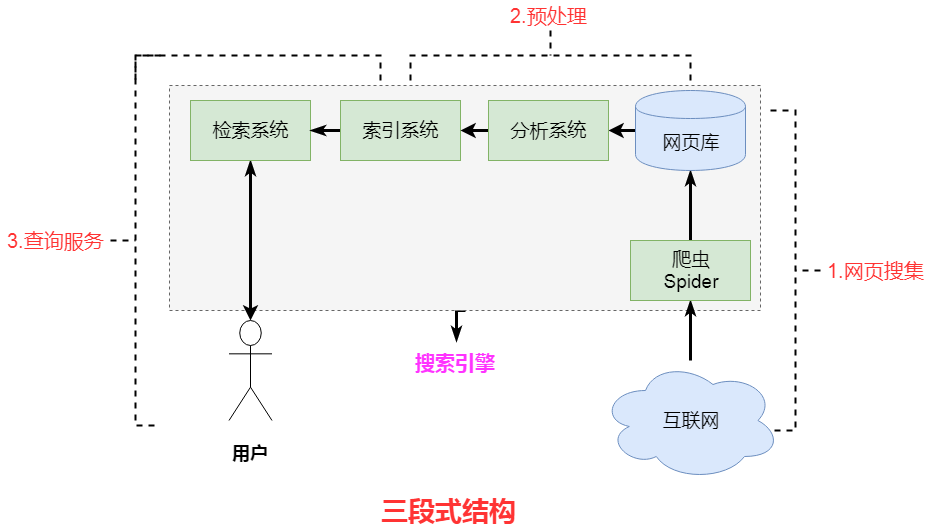 2.预处理
检索系统
索引系统
分析系统
网页库
3.查询服务
爬虫
Spider
1.网页搜集
搜索引擎
互联网
用户
三段式结构